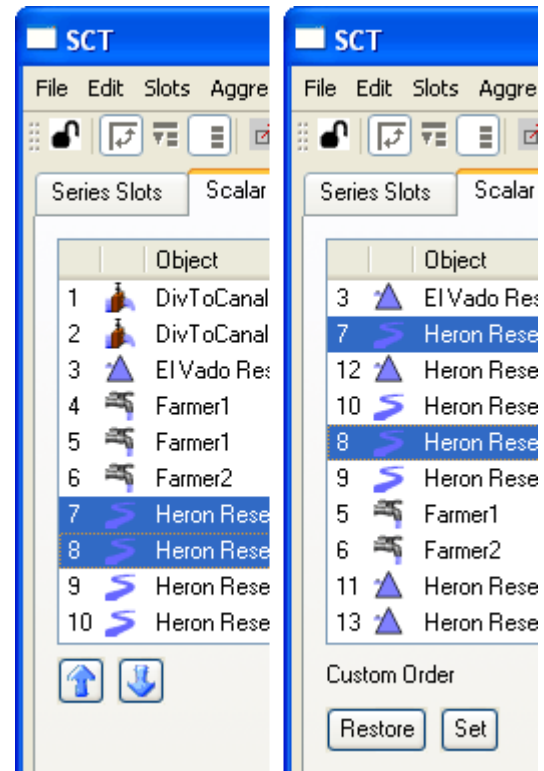 SCT
File Edit Slots Aggre
Series Slots Scalar
Object
1 DivToCanal
2 DivToCanal
3 El Vado Res
4 Farmer1
5 Farmer1
6 Farmer2
7 Heron Rese
8 Heron Rese
9 Heron Rese
10 Heron Rese
SCT
File Edit Slots Aggre
Series Slots Scalar
Object
3 El Vado Res
7 Heron Rese
12 Heron Rese
10 Heron Rese
8 Heron Rese
9 Heron Rese
5 Farmer1
6 Farmer2
11 Heron Rese
13 Heron Rese
Custom Order
Restore Set